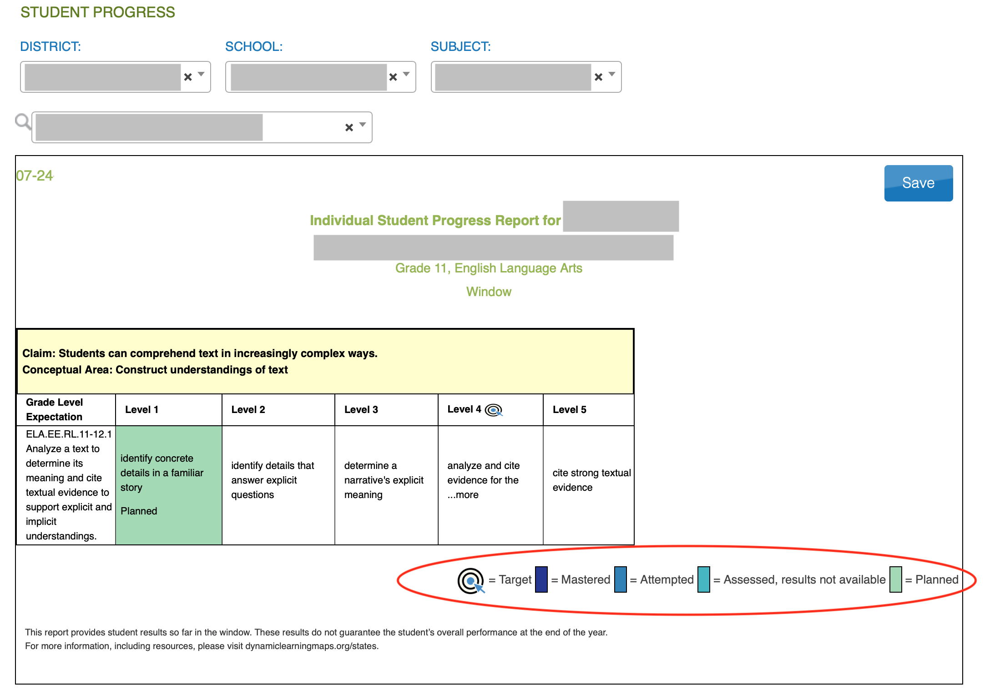 STUDENT PROGRESS
DISTRICT: SCHOOL: SUBJECT:
07-24
Save
Individual Student Progress Report for
Grade 11, English Language Arts
Window
Claim: Students can comprehend text in increasingly complex ways.
Conceptual Area: Construct understandings of text
Grade Level
Expectation
Level 1
Level 2
Level 3
Level 4
Level 5
ELA.EE.RL.11-12.1
Analyze a text to
determine its
meaning and cite
textual evidence to
support explicit and
implicit
understandings.
identify concrete
details in a familiar
story
Planned
identify details that
answer explicit
questions
determine a
narrative's explicit
meaning
analyze and cite
evidence for the
...more
cite strong textual
evidence
= Target = Mastered = Attempted = Assessed, results not available = Planned
This report provides student results so far in the window. These results do not guarantee the student’s overall performance at the end of the year.
For more information, including resources, please visit dynamiclearningmaps.org/states.